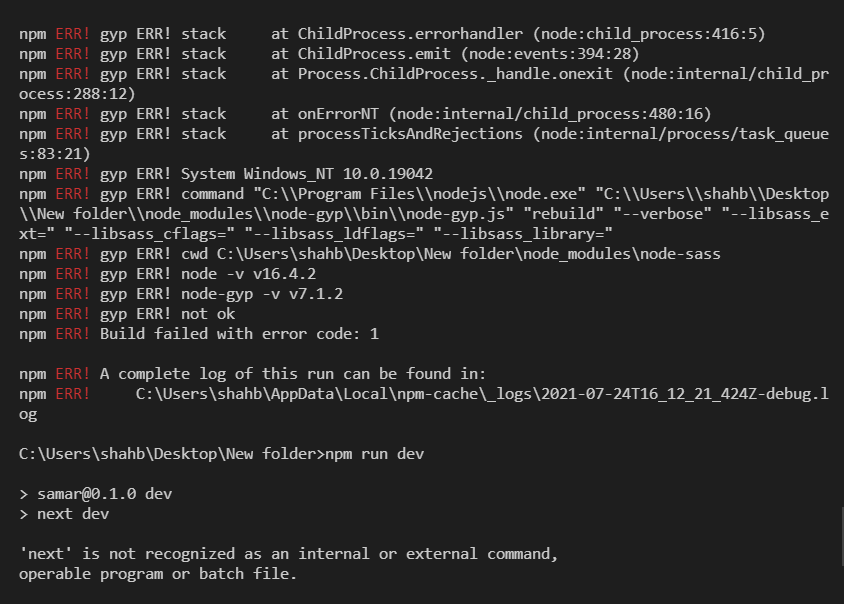 npm ERR! gyp ERR! stack     at ChildProcess.errorhandler (node:child_process:416:5)
npm ERR! gyp ERR! stack     at ChildProcess.emit (node:events:394:28)
npm ERR! gyp ERR! stack     at Process.ChildProcess._handle.onexit (node:internal/child_pr
ocess:288:12)
npm ERR! gyp ERR! stack     at onErrorNT (node:internal/child_process:480:16)
npm ERR! gyp ERR! stack     at processTicksAndRejections (node:internal/process/task_queue
s:83:21)
npm ERR! gyp ERR! System Windows_NT 10.0.19042
npm ERR! gyp ERR! command "C:\\Program Files\\nodejs\\node.exe" "C:\\Users\\shahb\\Desktop
\\New folder\\node_modules\\node-gyp\\bin\\node-gyp.js" "rebuild" "--verbose" "--libsass_e
xt=" "--libsass_cflags=" "--libsass_ldflags=" "--libsass_library="
npm ERR! gyp ERR! cwd C:\Users\shahb\Desktop\New folder\node_modules\node-sass
npm ERR! gyp ERR! node -v v16.4.2
npm ERR! gyp ERR! node-gyp -v v7.1.2
npm ERR! gyp ERR! not ok
npm ERR! Build failed with error code: 1

npm ERR! A complete log of this run can be found in:
npm ERR!     C:\Users\shahb\AppData\Local\npm-cache\_logs\2021-07-24T16_12_21_424Z-debug.l
og

C:\Users\shahb\Desktop\New folder>npm run dev

> samar@0.1.0 dev
> next dev

'next' is not recognized as an internal or external command,
operable program or batch file.